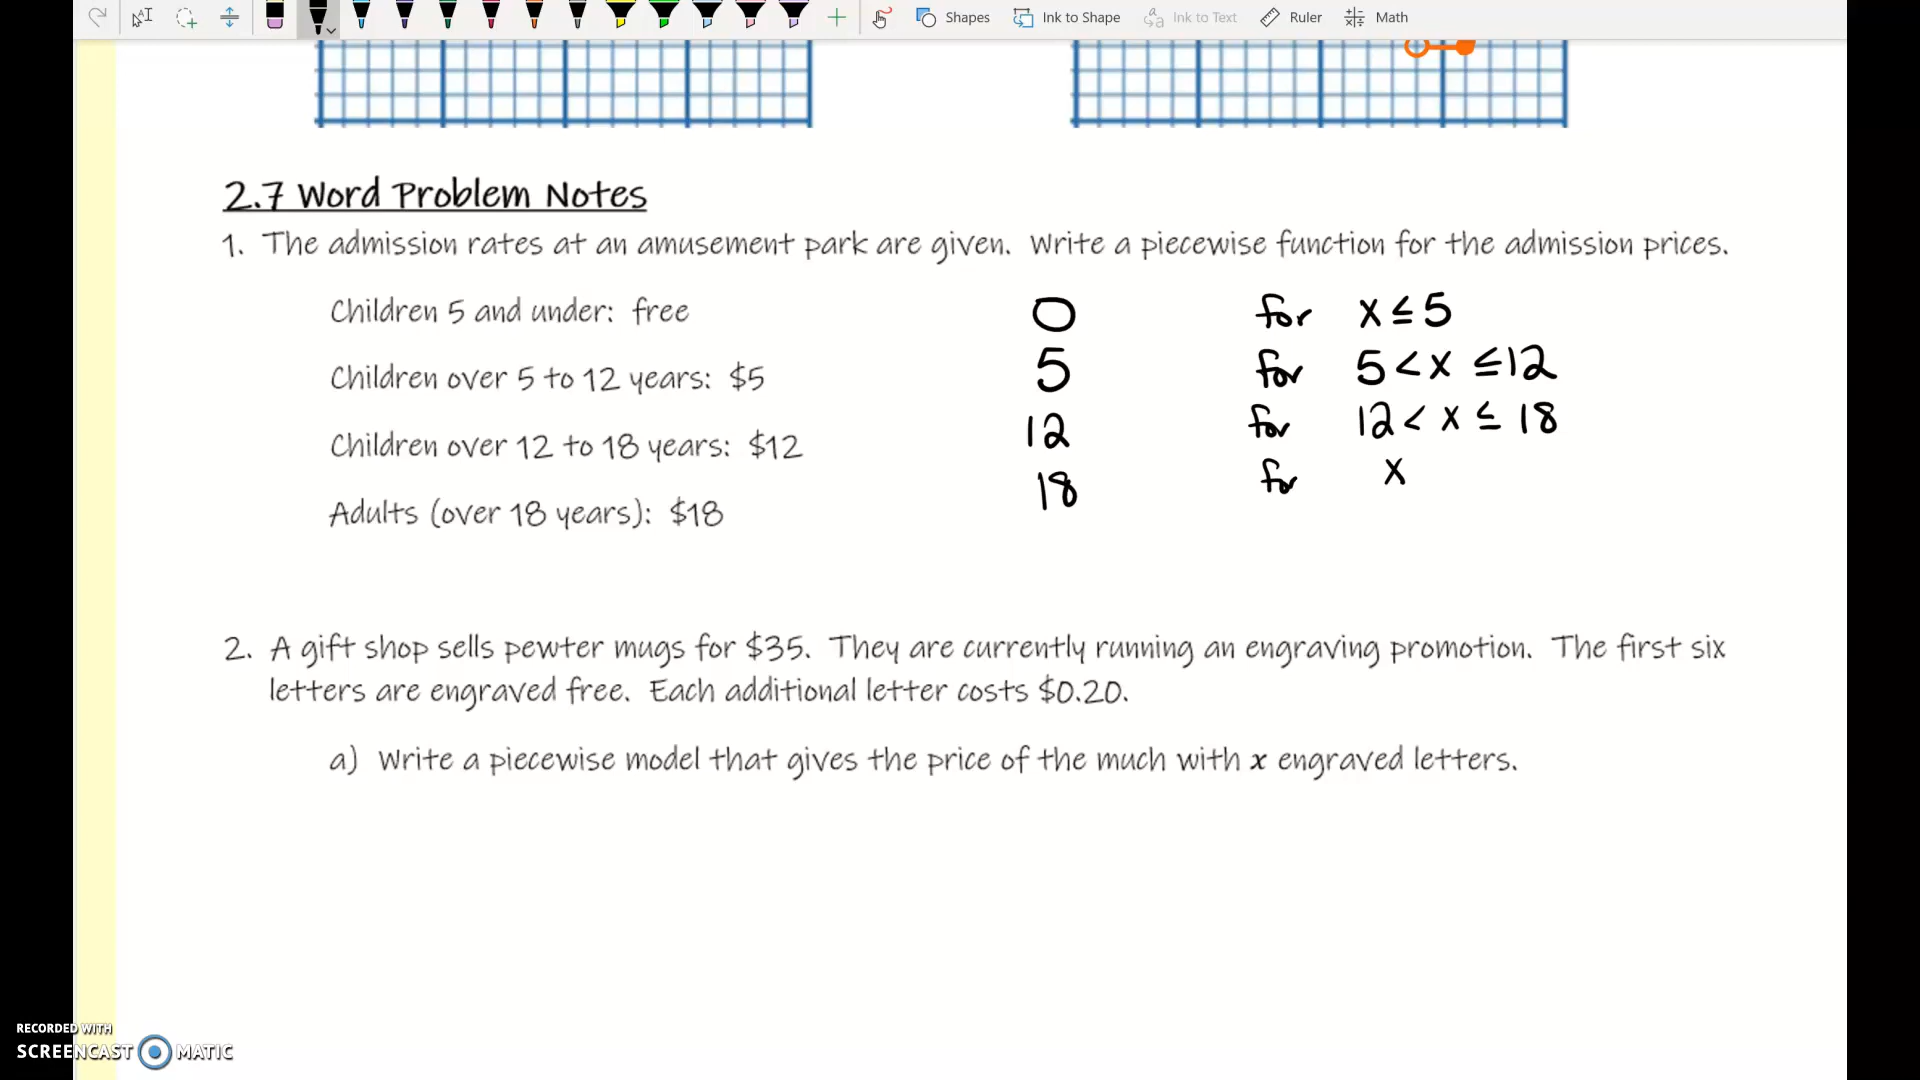 Shapes Ink to Shape Ink to Text Ruler Math
2.7 Word Problem Notes
1. The admission rates at an amusement park are given. Write a piecewise function for the admission prices.
Children 5 and under: free 0 for x ≤ 5
Children over 5 to 12 years: $5 5 for 5 < x ≤ 12
Children over 12 to 18 years: $12 12 for 12 < x ≤ 18
Adults (over 18 years): $18 18 for x
2. A gift shop sells pewter mugs for $35. They are currently running an engraving promotion. The first six
letters are engraved free. Each additional letter costs $0.20.
a) Write a piecewise model that gives the price of the much with x engraved letters.
RECORDED WITH
SCREENCAST MATIC